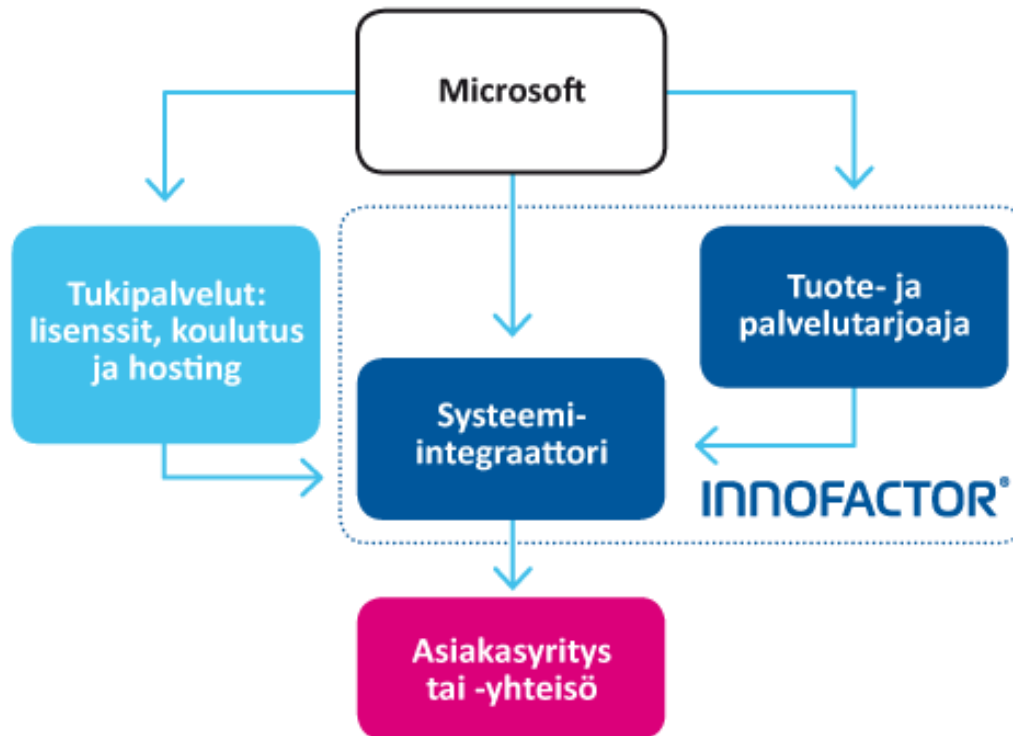 Microsoft
Tukipalvelut:
lisenssit, koulutus
ja hosting
Tuote- ja
palvelutarjoaja
Systeemi-
integraattori
INNOFACTOR®
Asiakasyritys
tai -yhteisö